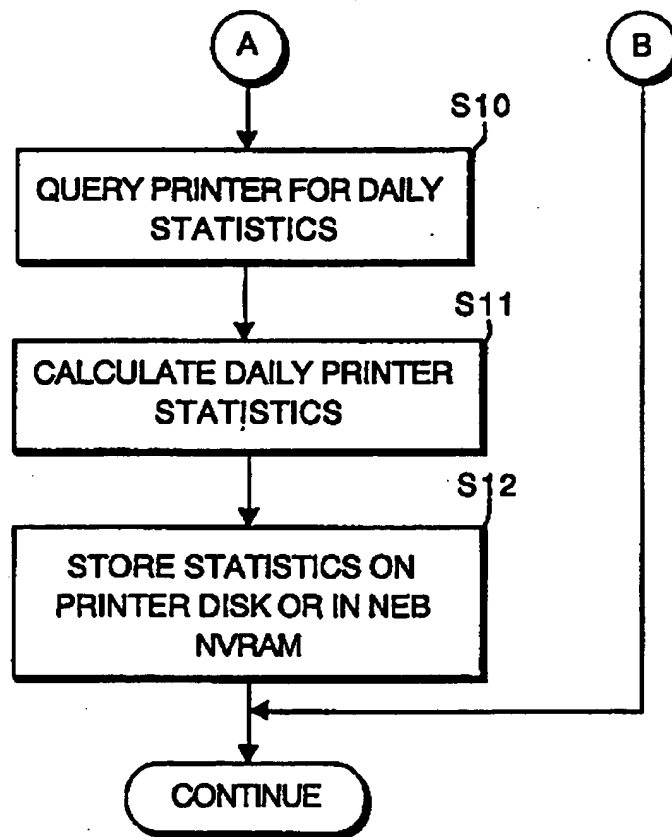 A
B
S10
QUERY PRINTER FOR DAILY
STATISTICS
S11
CALCULATE DAILY PRINTER
STATISTICS
S12
STORE STATISTICS ON
PRINTER DISK OR IN NEB
NVRAM
CONTINUE